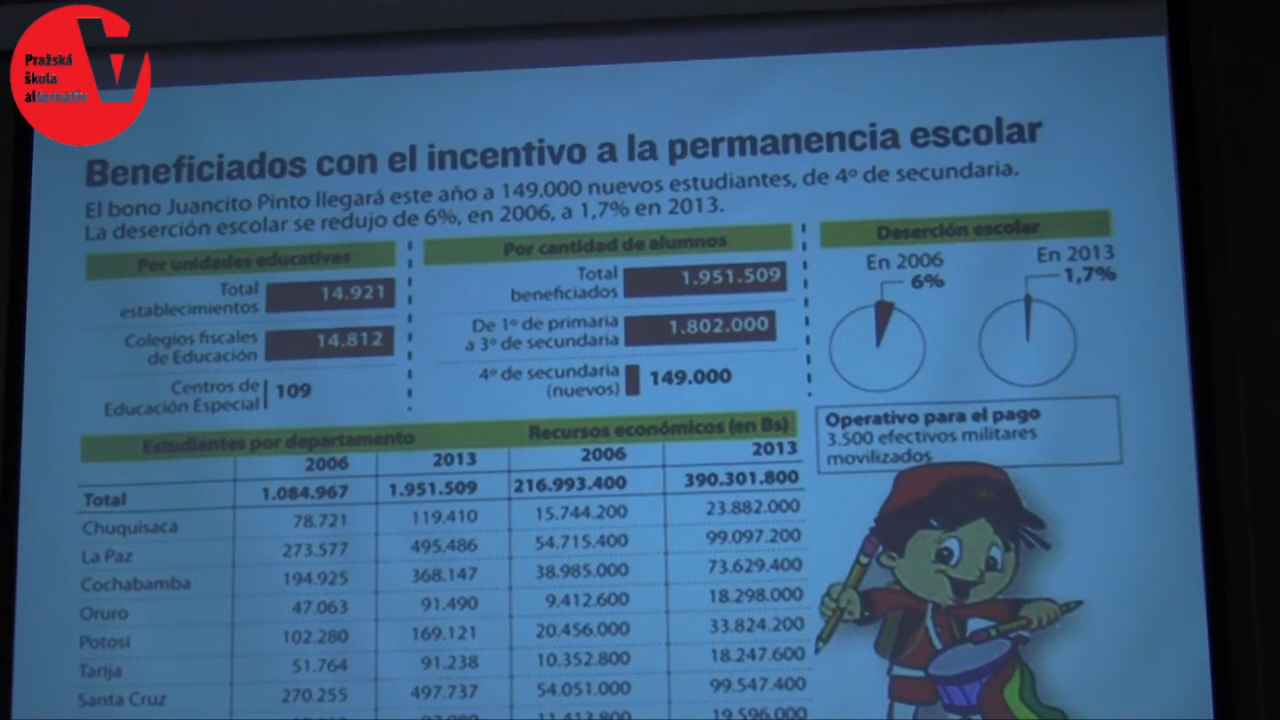 Pražská
škola
alternativ
Beneficiados con el incentivo a la permanencia escolar
El bono Juancito Pinto llegará este año a 149.000 nuevos estudiantes, de 4º de secundaria.
La deserción escolar se redujo de 6%, en 2006, a 1,7% en 2013.
Por unidades educativas
Total
establecimientos
14.921
Colegios fiscales
de Educación
14.812
Centros de
Educación Especial
109
Por cantidad de alumnos
Total
beneficiados
1.951.509
De 1º de primaria
a 3º de secundaria
1.802.000
4º de secundaria
(nuevos)
149.000
Deserción escolar
En 2006
6%
En 2013
1,7%
Operativo para el pago
3.500 efectivos militares
movilizados
Estudiantes por departamento Recursos económicos (en Bs)
2006 2013 2006 2013
Total 1.084.967 1.951.509 216.993.400 390.301.800
Chuquisaca 78.721 119.410 15.744.200 23.882.000
La Paz 273.577 495.486 54.715.400 99.097.200
Cochabamba 194.925 368.147 38.985.000 73.629.400
Oruro 47.063 91.490 9.412.600 18.298.000
Potosí 102.280 169.121 20.456.000 33.824.200
Tarija 51.764 91.238 10.352.800 18.247.600
Santa Cruz 270.255 497.737 54.051.000 99.547.400
19.596.000